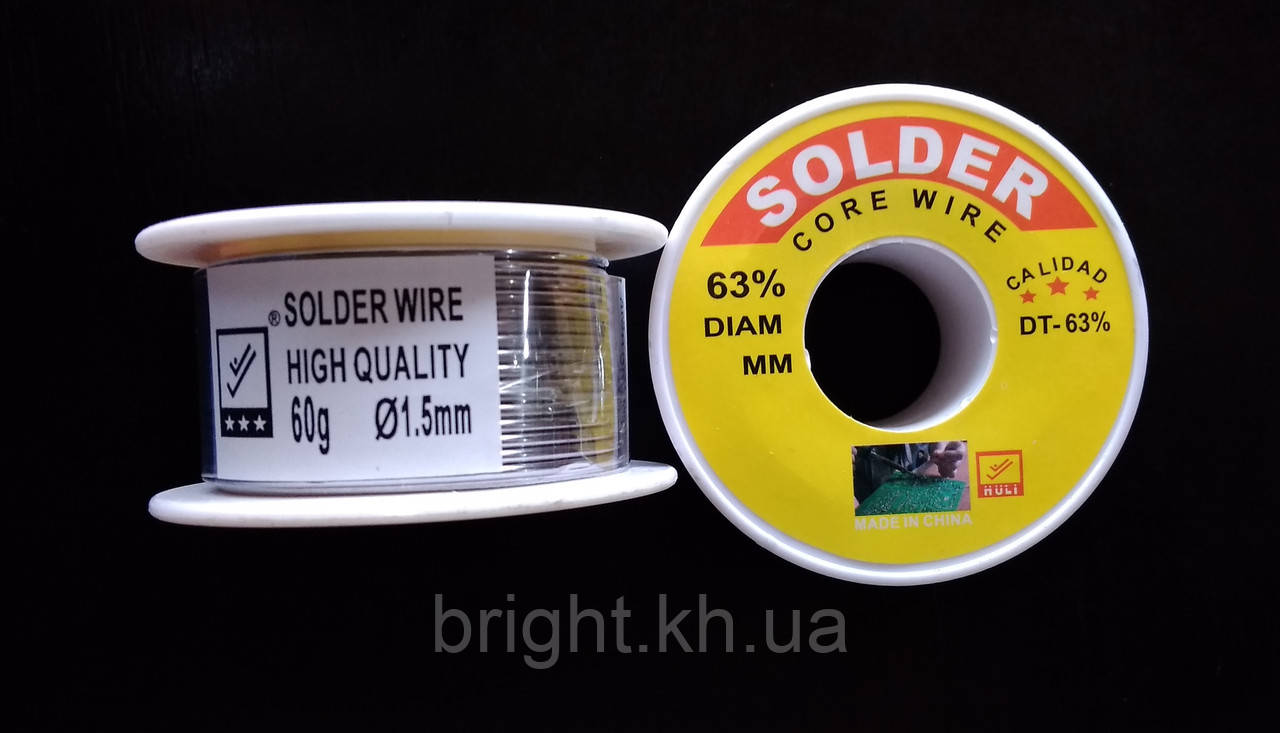 ® SOLDER WIRE
HIGH QUALITY
60g Ø1.5mm
SOLDER
CORE WIRE
63%
DIAM
MM
CALIDAD
DT-63%
HULI
MADE IN CHINA
bright.kh.ua